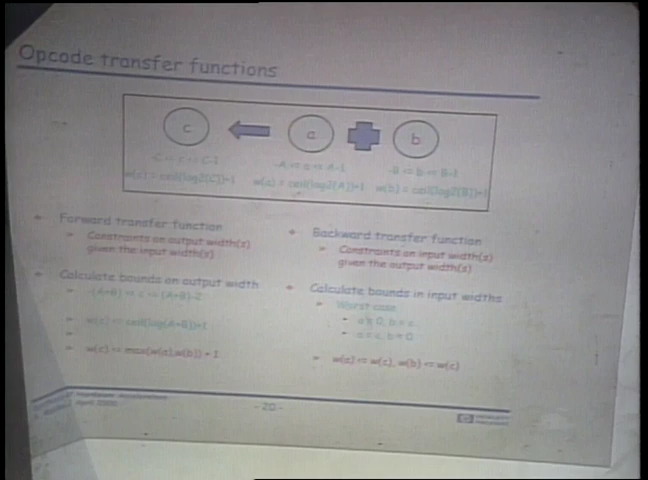 Opcode transfer functions
c a b
-C <= c <= C-1 -A <= a <= A-1 -B <= b <= B-1
w(c) = ceil(log2(C))+1 w(a) = ceil(log2(A))+1 w(b) = ceil(log2(B))+1
Forward transfer function
Constraints on output width(s)
given the input width(s)
Calculate bounds on output width
-(A+B) <= c <= (A+B)-2
w(c) <= ceil(log(A+B))+1
w(c) <= max(w(a),w(b)) + 1
Backward transfer function
Constraints on input width(s)
given the output width(s)
Calculate bounds in input widths
Worst case
a = 0, b = c
a = c, b = 0
w(a) <= w(c), w(b) <= w(c)
- 20 -